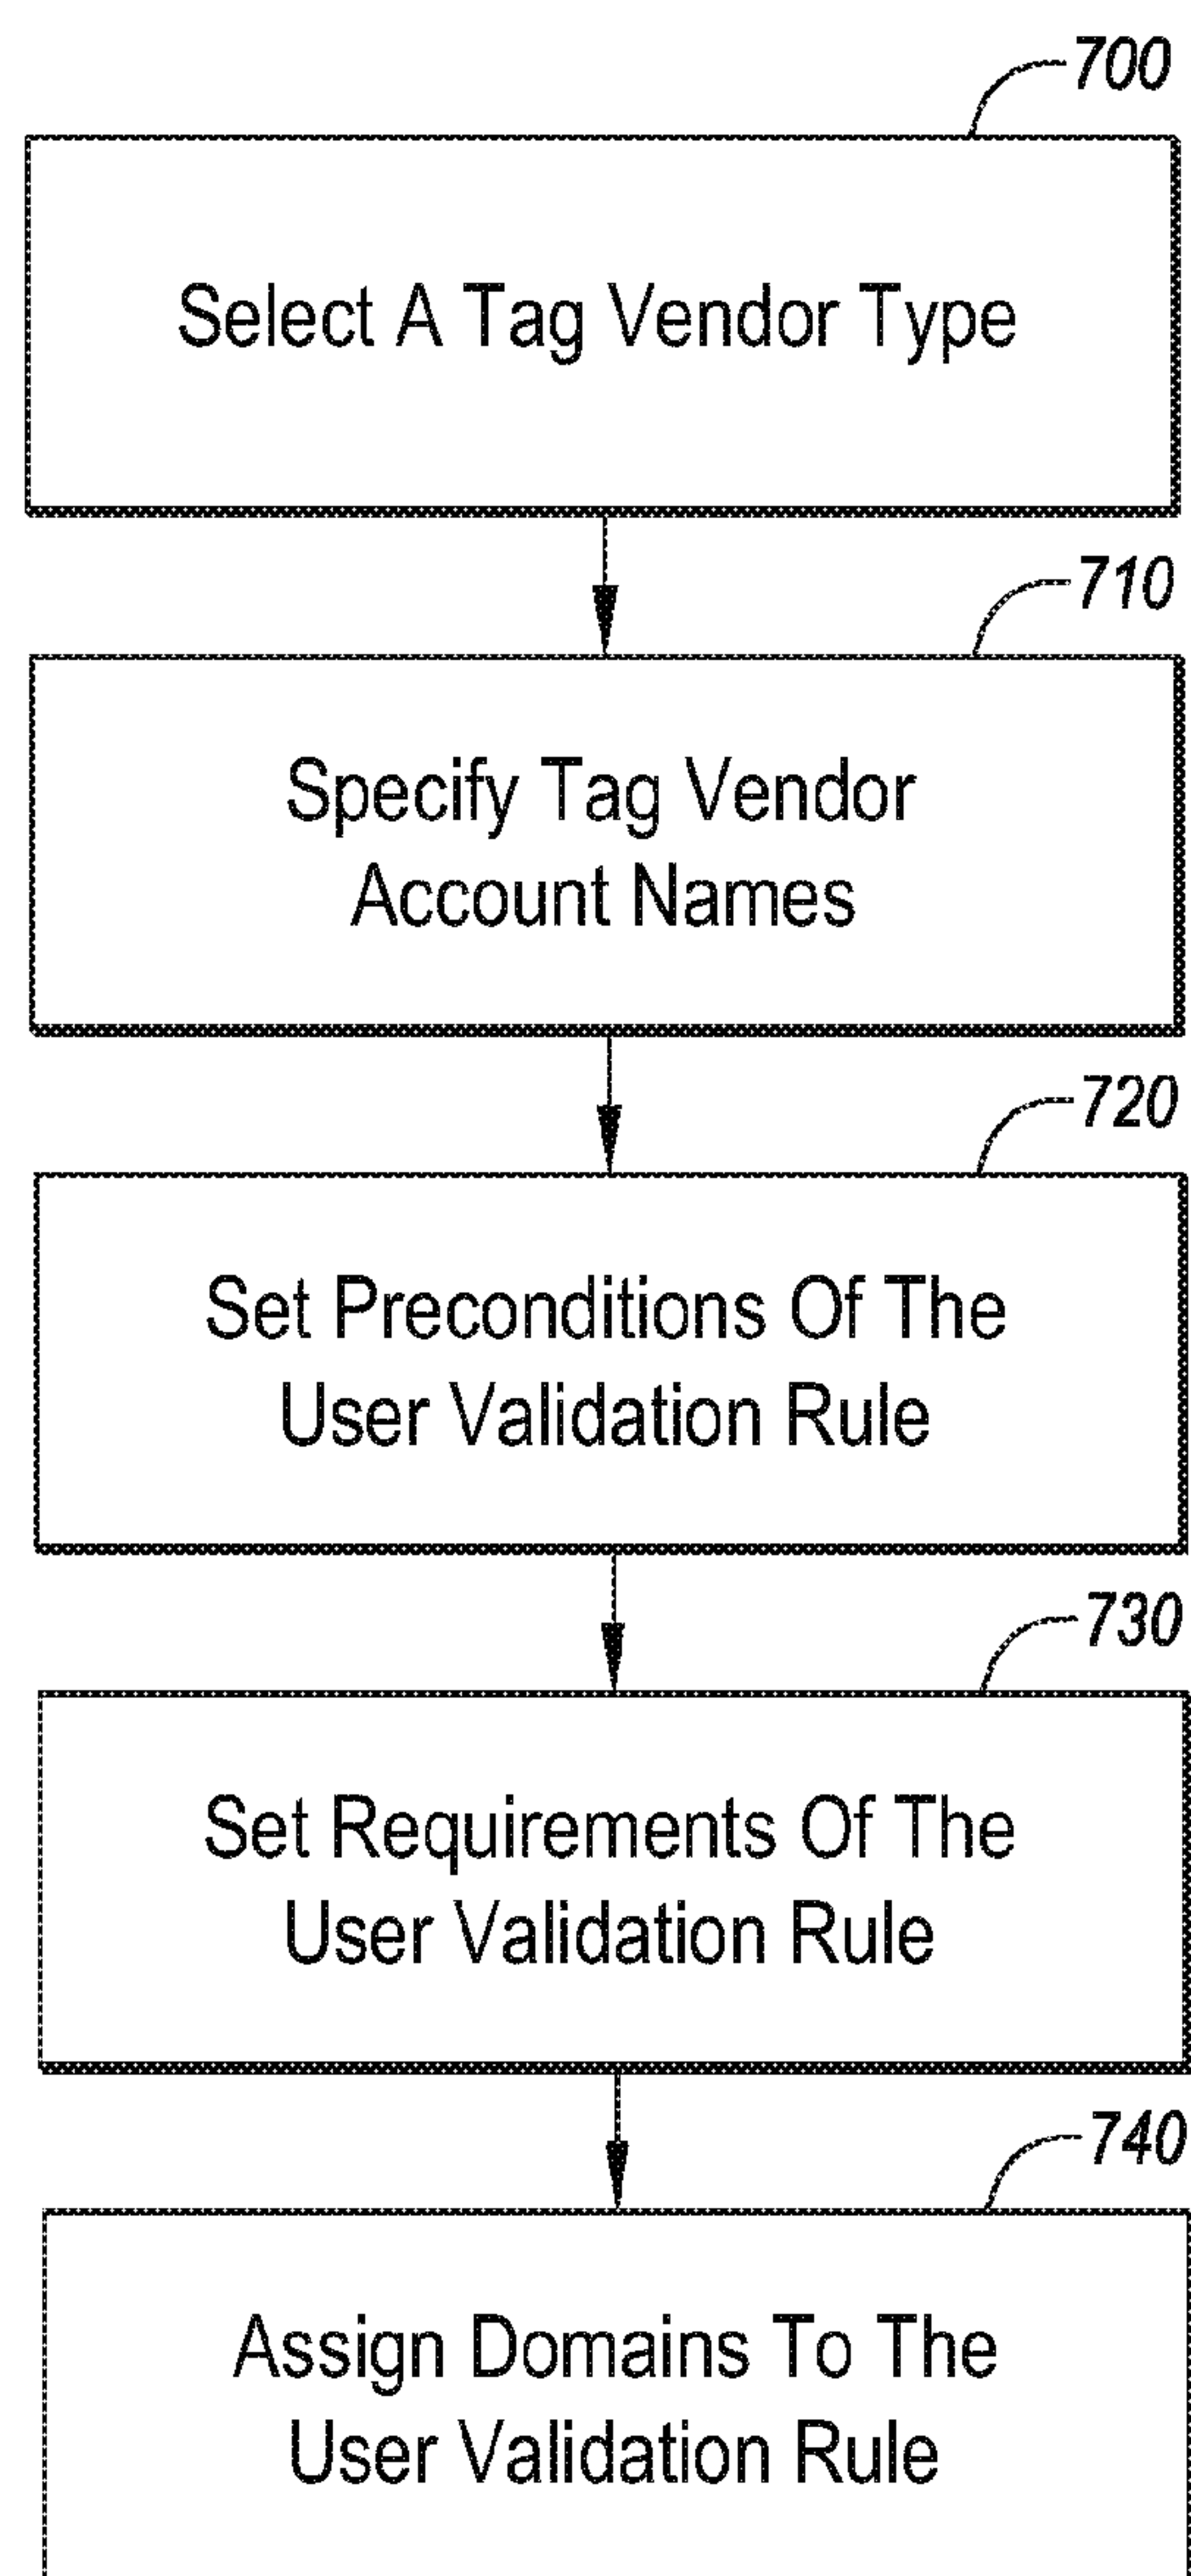 700
Select A Tag Vendor Type
710
Specify Tag Vendor
Account Names
720
Set Preconditions Of The
User Validation Rule
730
Set Requirements Of The
User Validation Rule
740
Assign Domains To The
User Validation Rule